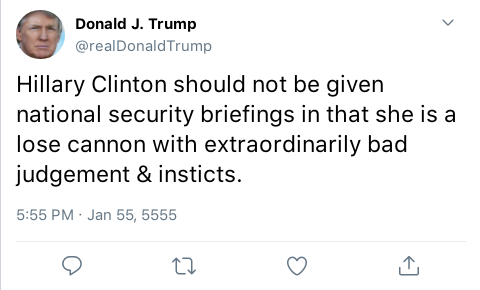 Donald J. Trump
@realDonaldTrump
Hillary Clinton should not be given
national security briefings in that she is a
lose cannon with extraordinarily bad
judgement & insticts.
5:55 PM · Jan 55, 5555